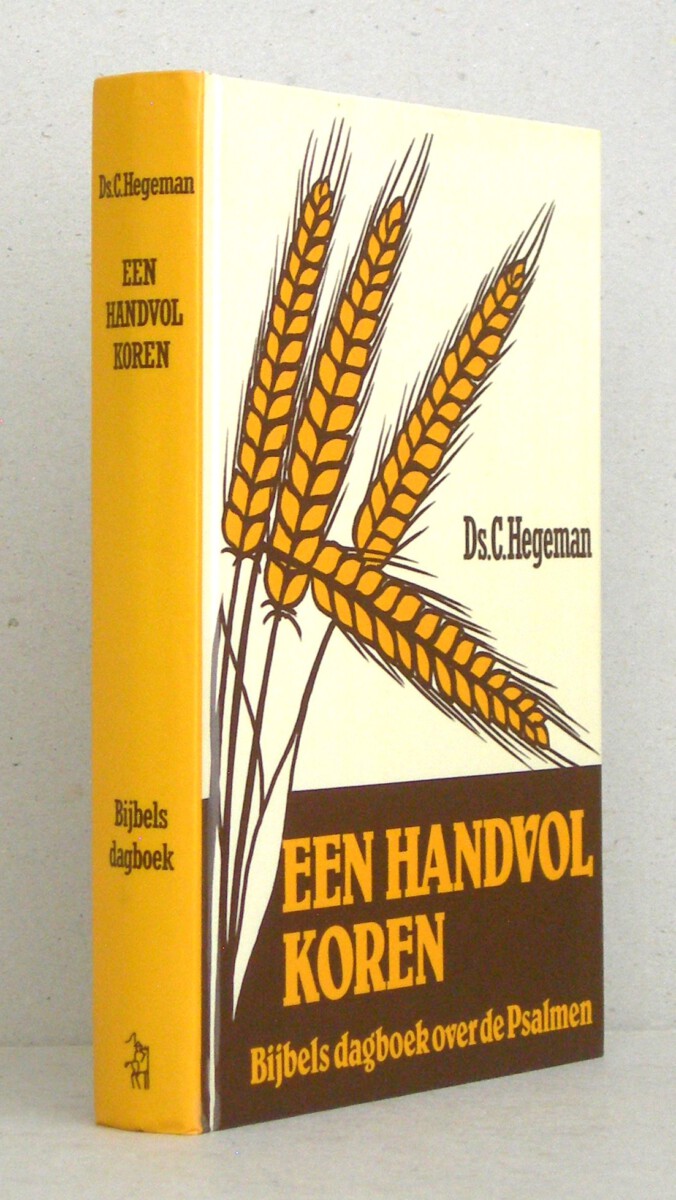 Ds.C.Hegeman
EEN
HANDVOL
KOREN
Bijbels
dagboek
Ds.C.Hegeman
EEN HANDVOL
KOREN
Bijbels dagboek over de Psalmen